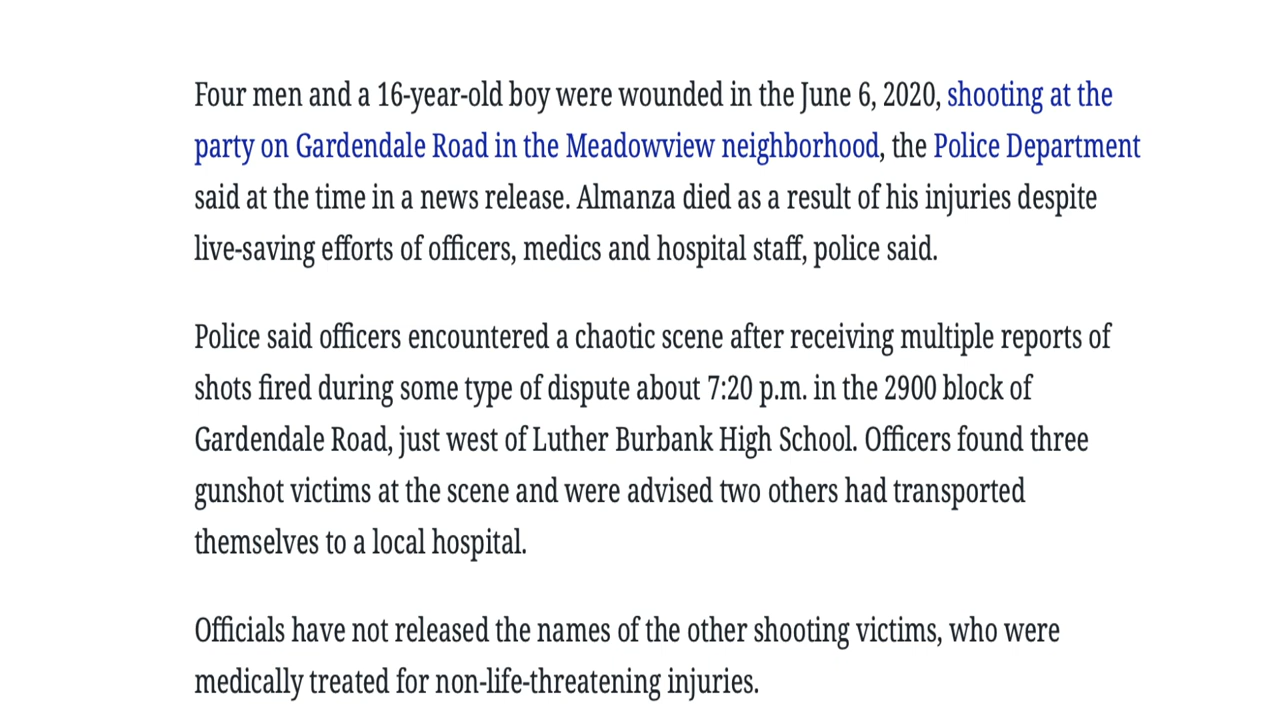 Four men and a 16-year-old boy were wounded in the June 6, 2020, shooting at the
party on Gardendale Road in the Meadowview neighborhood, the Police Department
said at the time in a news release. Almanza died as a result of his injuries despite
live-saving efforts of officers, medics and hospital staff, police said.
Police said officers encountered a chaotic scene after receiving multiple reports of
shots fired during some type of dispute about 7:20 p.m. in the 2900 block of
Gardendale Road, just west of Luther Burbank High School. Officers found three
gunshot victims at the scene and were advised two others had transported
themselves to a local hospital.
Officials have not released the names of the other shooting victims, who were
medically treated for non-life-threatening injuries.